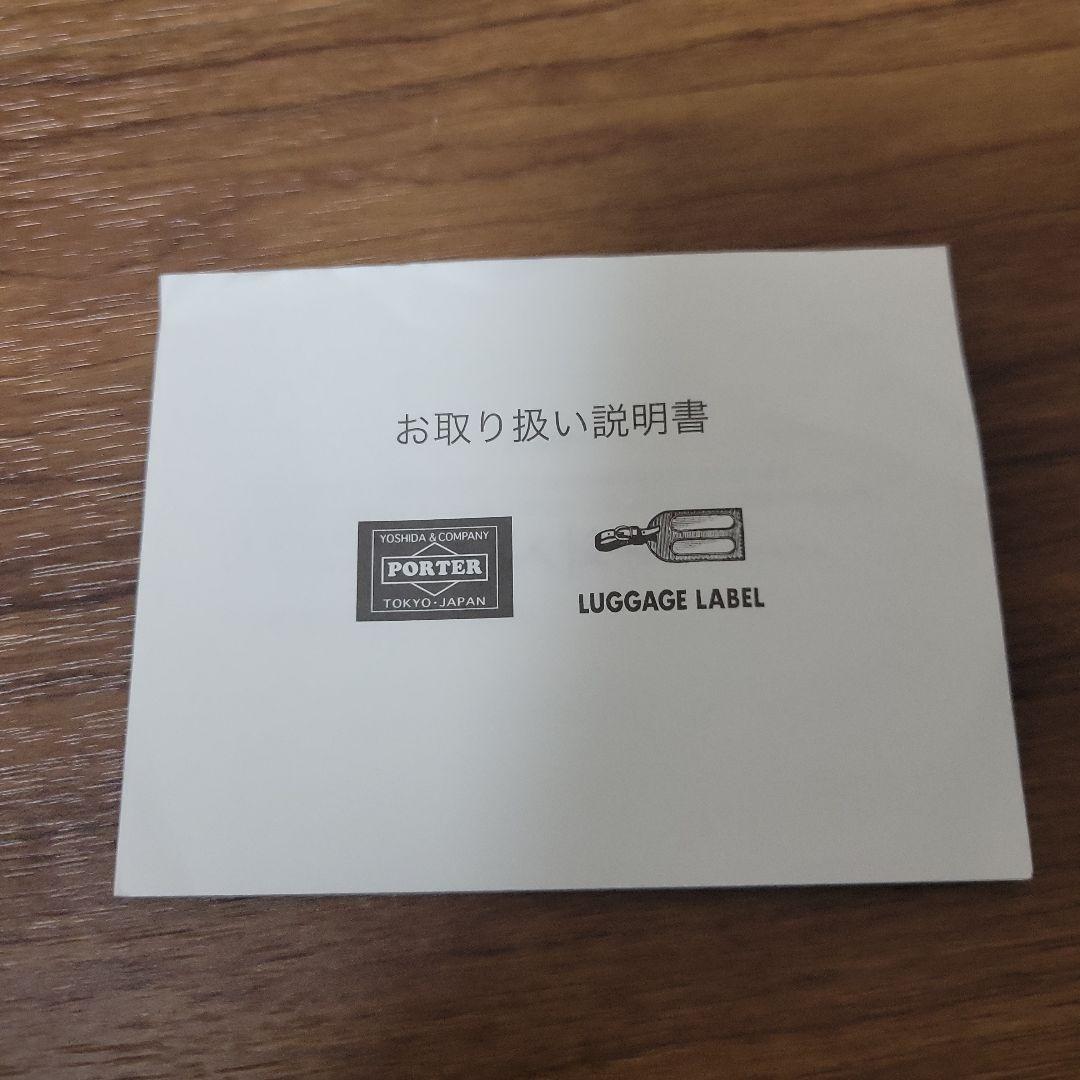 お取り扱い説明書
YOSHIDA & COMPANY
PORTER
TOKYO・JAPAN
LUGGAGE LABEL